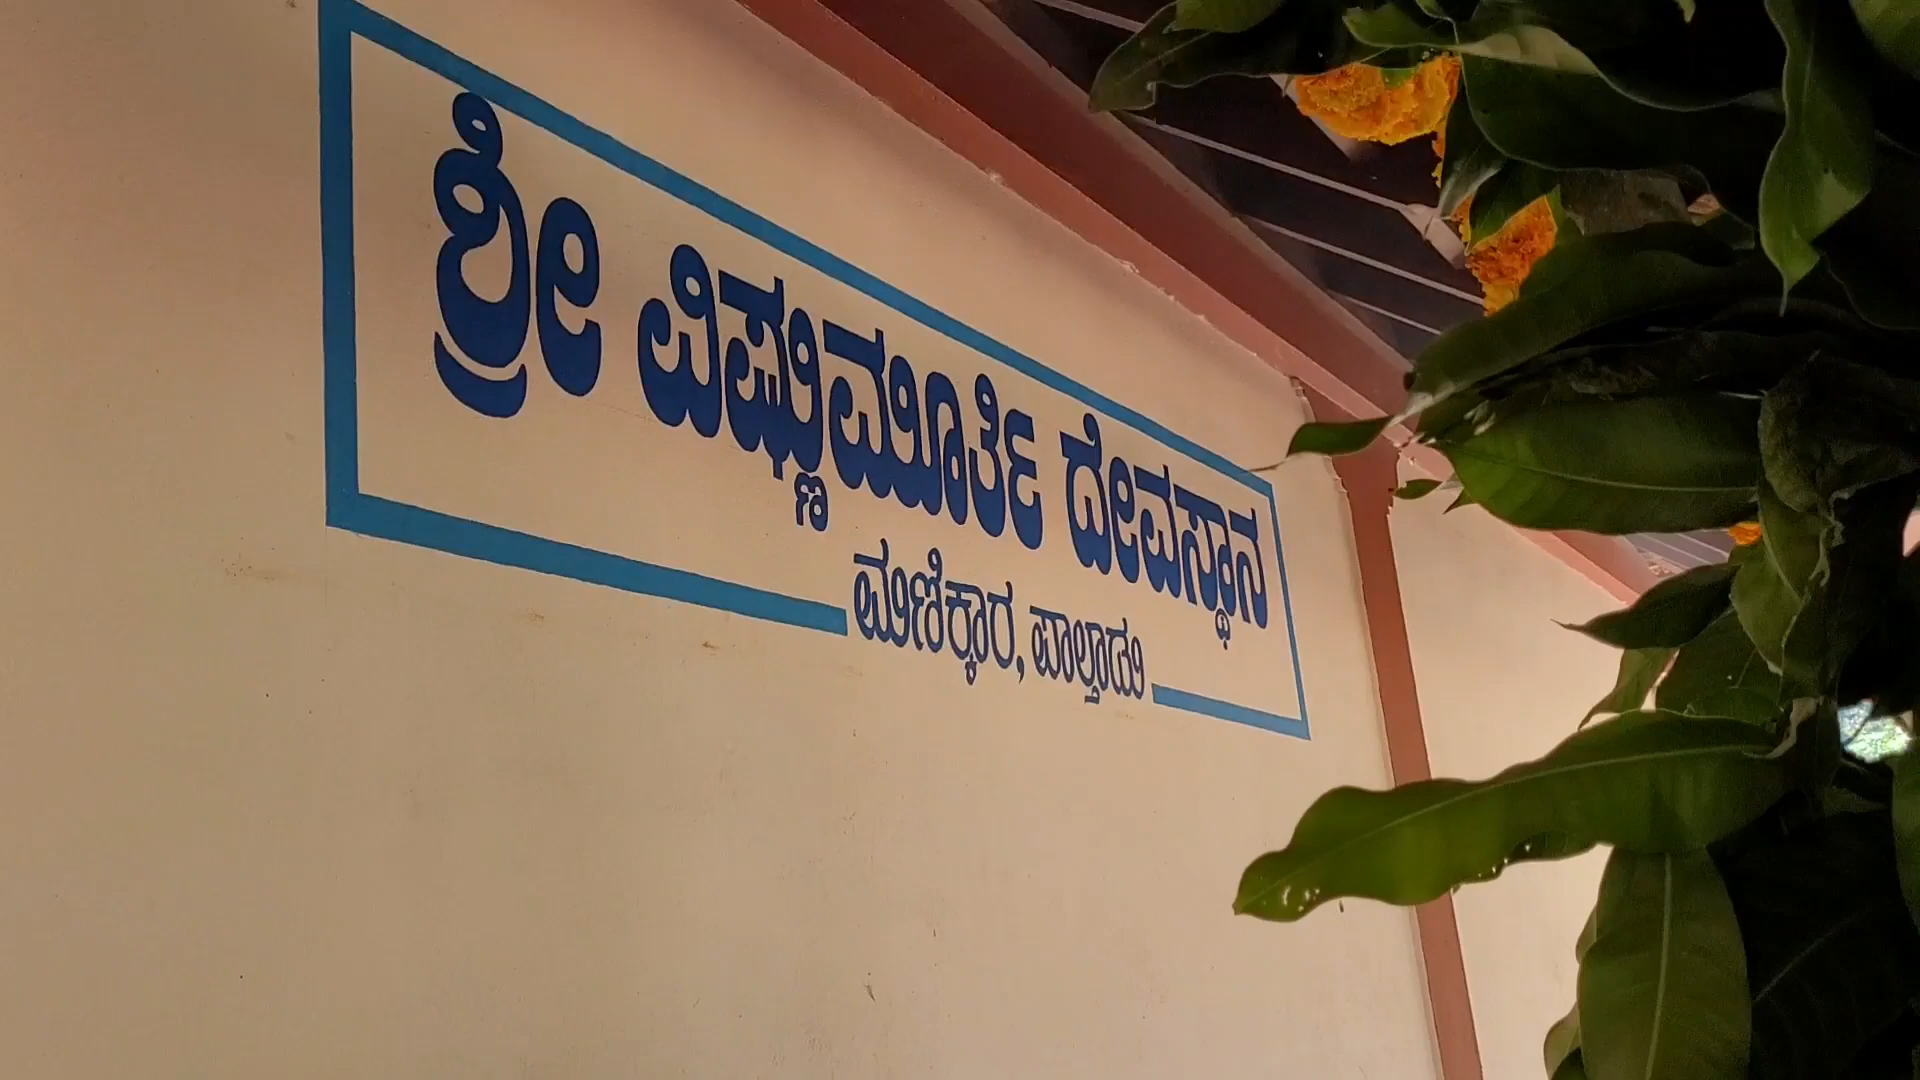 ಶ್ರೀ ವಿಷ್ಣುಮೂರ್ತಿ ದೇವಸ್ಥಾನ
ಮಣಿಕ್ಕಾರ, ಪಾಲ್ತಾಡು